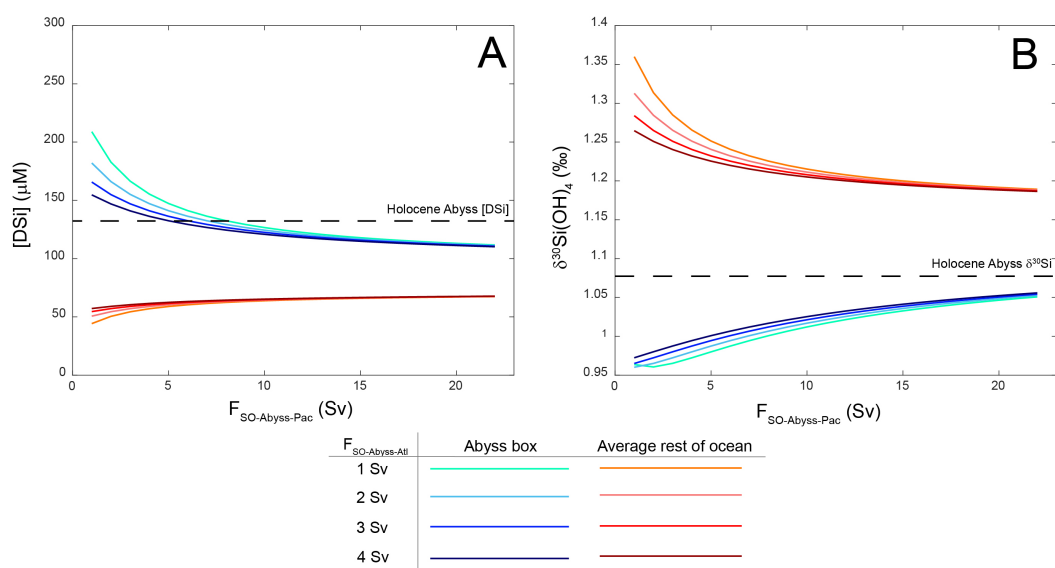 A
300
250
200
150
100
50
0
[DSi] (μM)
Holocene Abyss [DSi]
0 5 10 15 20
F_SO-Abyss-Pac (Sv)
B
1.4
1.35
1.3
1.25
1.2
1.15
1.1
1.05
1
0.95
δ³⁰Si(OH)₄ (‰)
Holocene Abyss δ³⁰Si
0 5 10 15 20
F_SO-Abyss-Pac (Sv)
F_SO-Abyss-Atl Abyss box Average rest of ocean
1 Sv
2 Sv
3 Sv
4 Sv